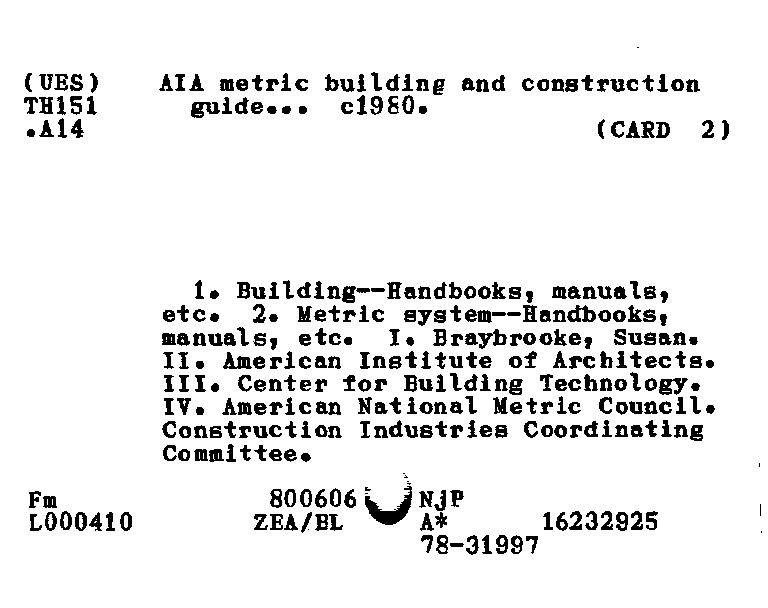 (UES) AIA metric building and construction
TH151 guide... c1980.
.A14 (CARD 2)
1. Building--Handbooks, manuals,
etc. 2. Metric system--Handbooks,
manuals, etc. I. Braybrooke, Susan.
II. American Institute of Architects.
III. Center for Building Technology.
IV. American National Metric Council.
Construction Industries Coordinating
Committee.
Fm 800606 NjP
L000410 ZEA/BL A* 16232925
78-31997